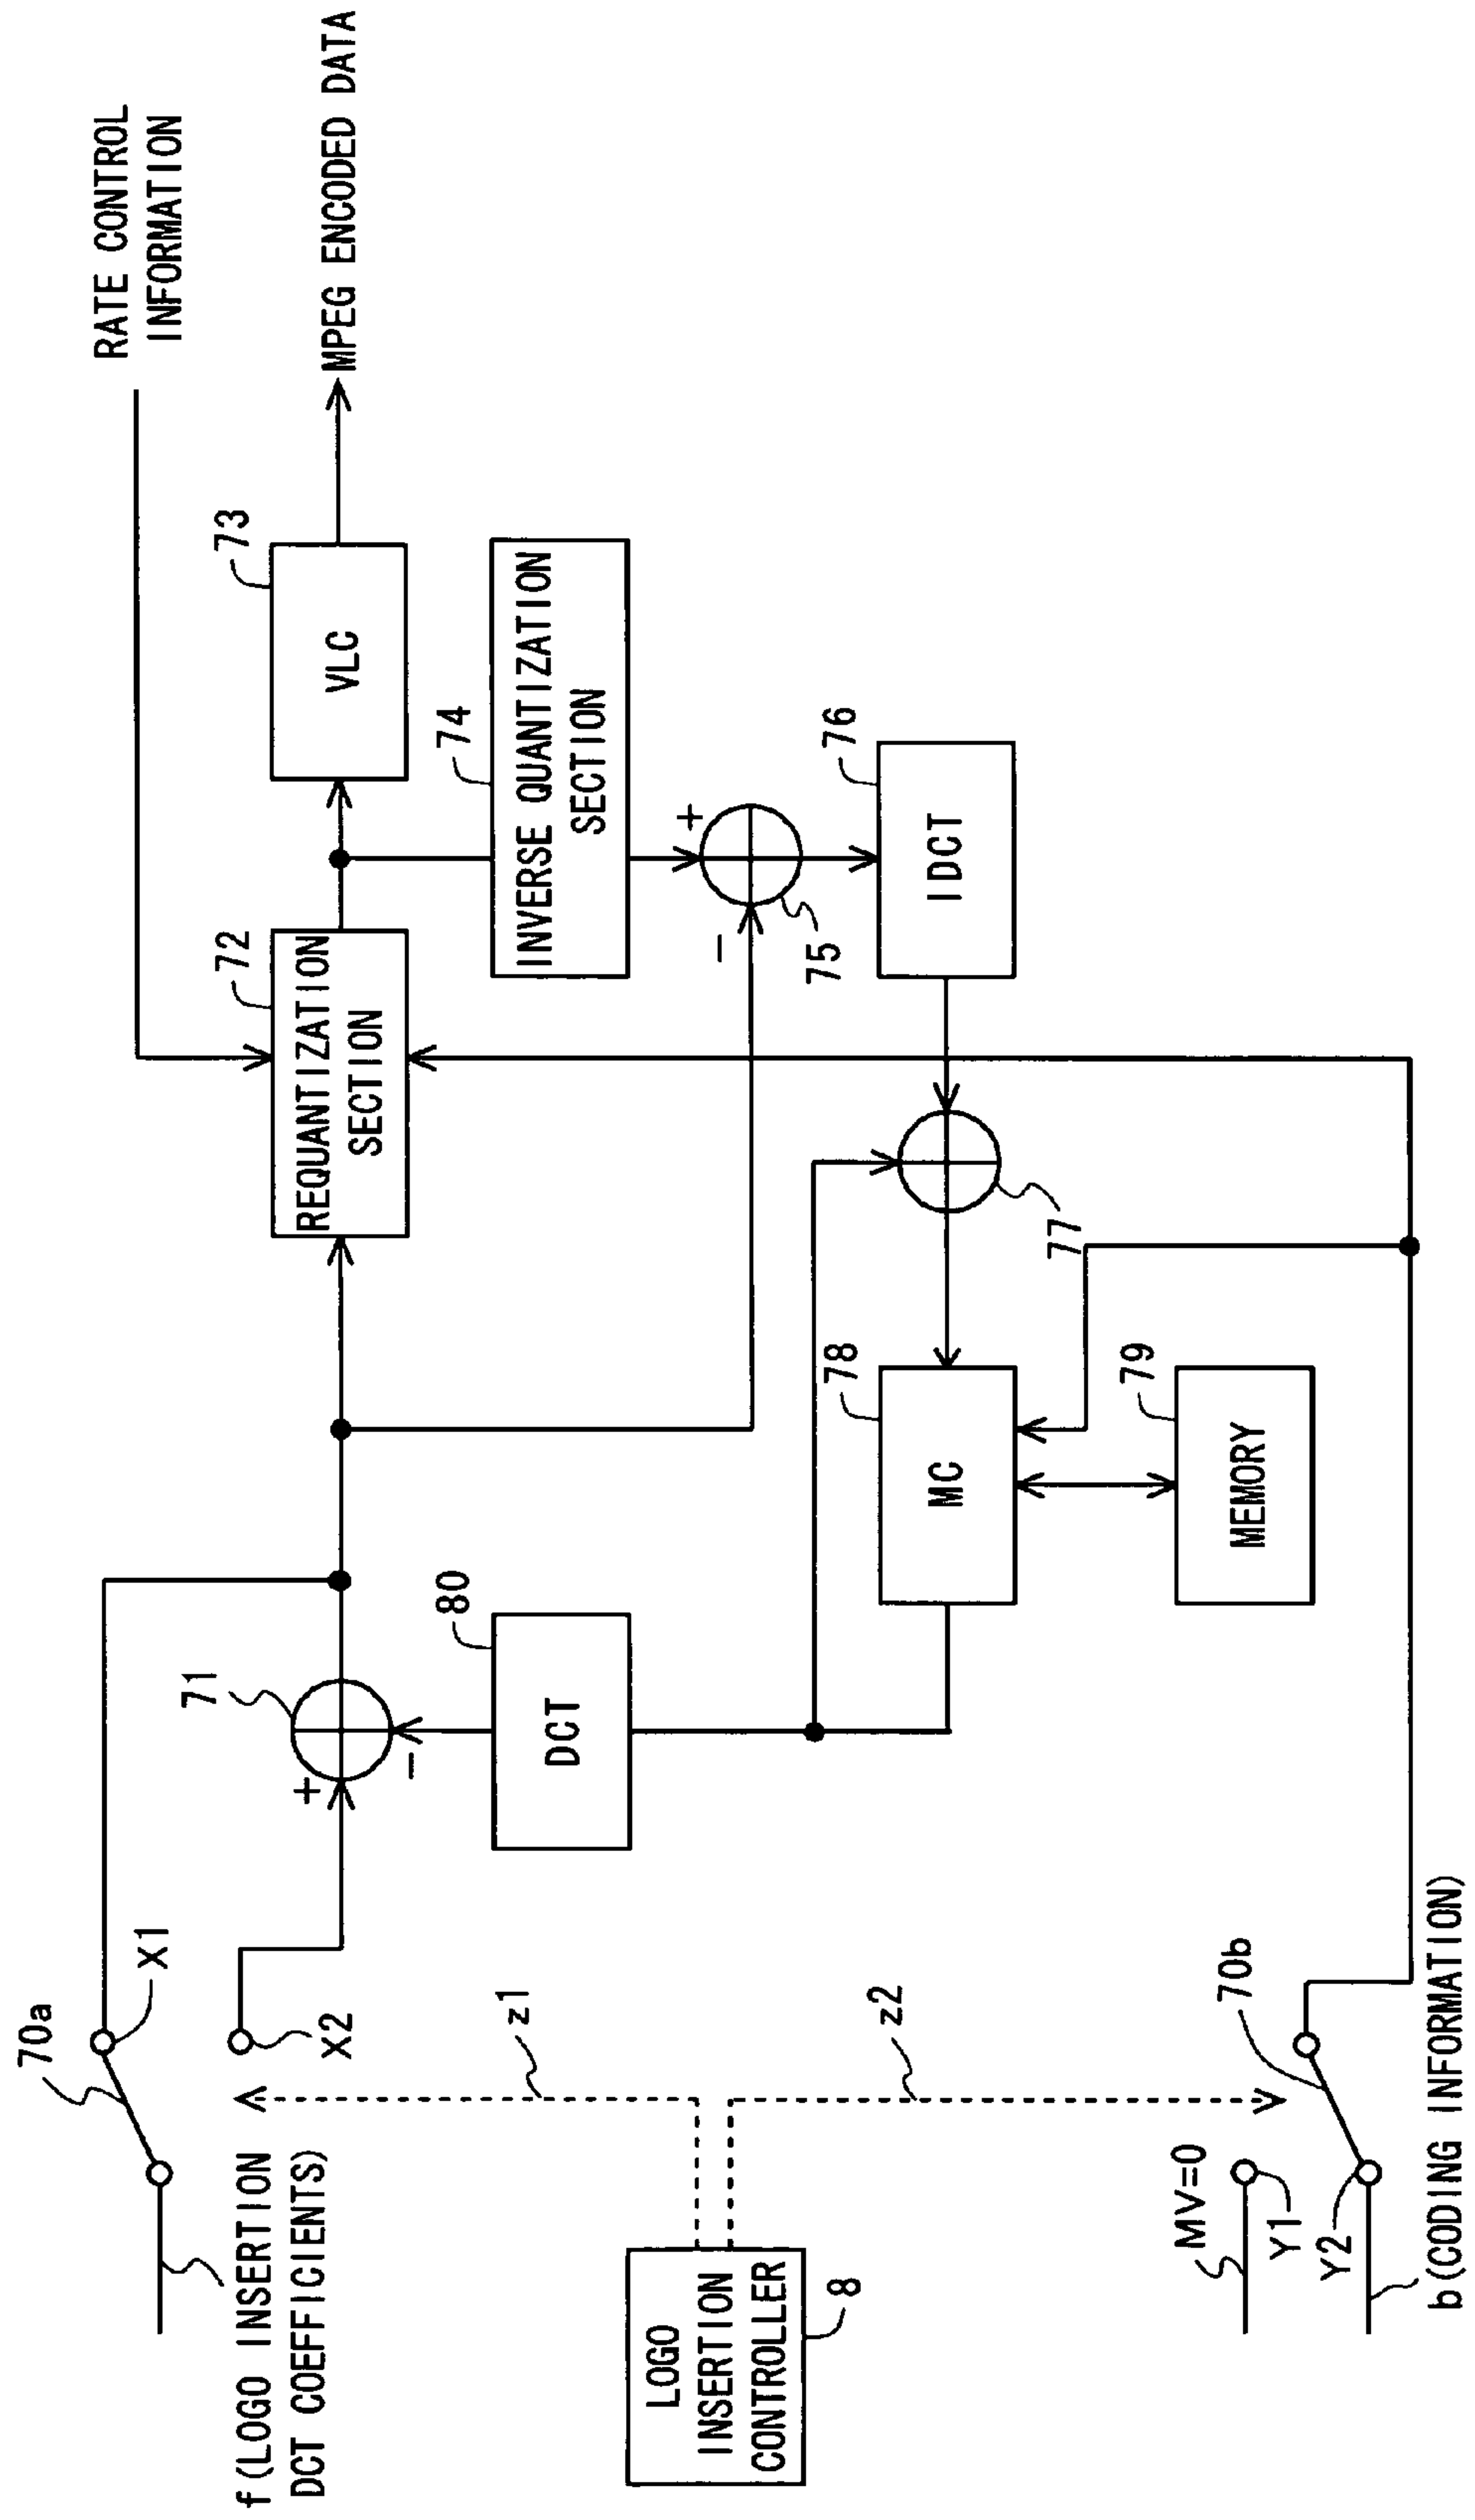 70a
X1
X2
f(LOGO INSERTION
DCT COEFFICIENTS)
71
+
−
80
DCT
72
REQUANTIZATION
SECTION
RATE CONTROL
INFORMATION
73
VLC
MPEG ENCODED DATA
74
INVERSE QUANTIZATION
SECTION
+
−
75
76
IDCT
77
78
MC
79
MEMORY
LOGO
INSERTION
CONTROLLER
8
z1
z2
70b
MV=0
Y1
Y2
b(CODING INFORMATION)